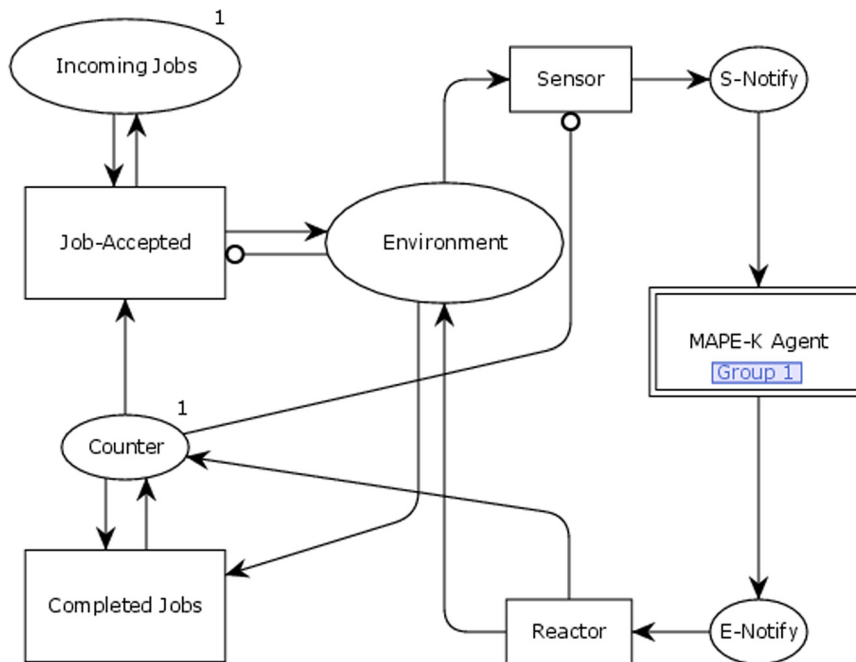 1
Incoming Jobs
Sensor
S-Notify
Job-Accepted
Environment
MAPE-K Agent
Group 1
1
Counter
Completed Jobs
Reactor
E-Notify